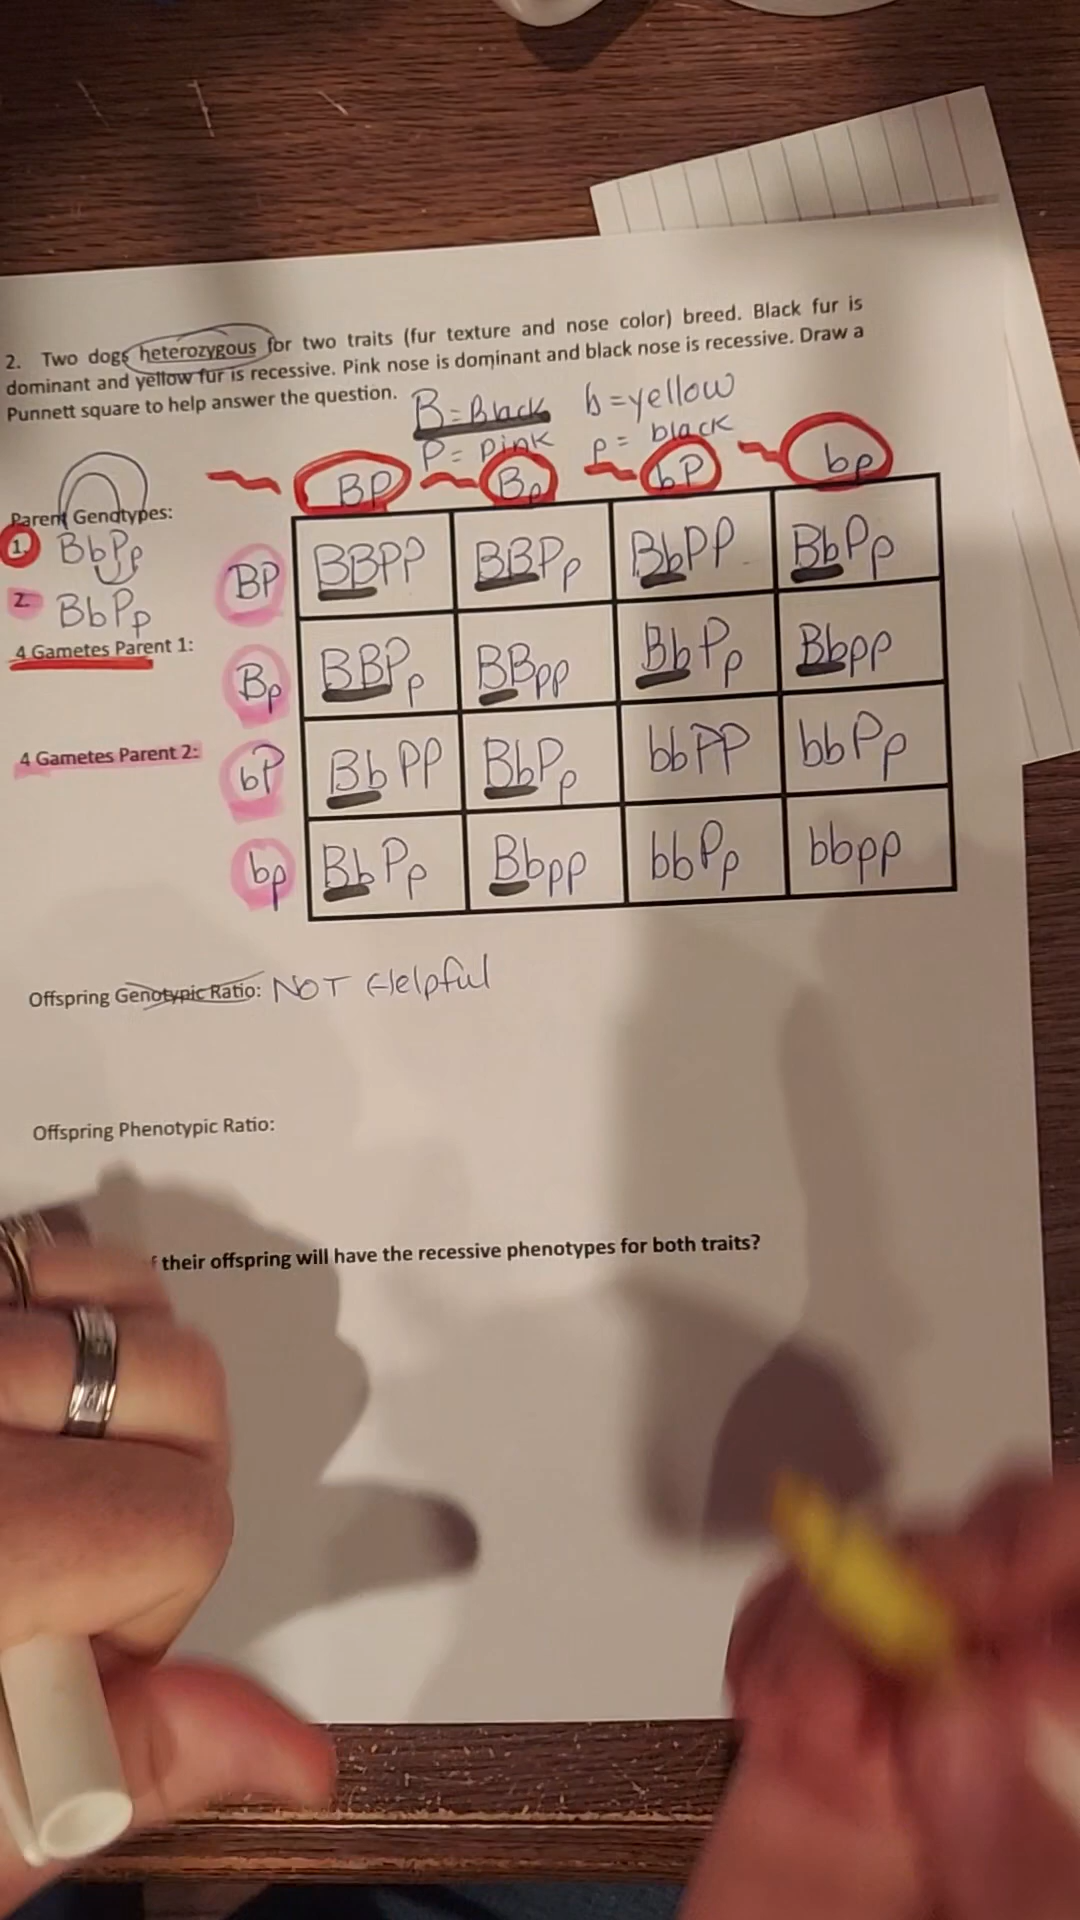 2. Two dogs heterozygous for two traits (fur texture and nose color) breed. Black fur is
dominant and yellow fur is recessive. Pink nose is dominant and black nose is recessive. Draw a
Punnett square to help answer the question.
B = Black b = yellow
P = pink p = black
BP Bp bP bp
Parent Genotypes:
1. BbPp
2. BbPp
4 Gametes Parent 1:
4 Gametes Parent 2:
BP BBPP BBPp BbPP BbPp
Bp BBPp BBpp BbPp Bbpp
bP BbPP BbPp bbPP bbPp
bp BbPp Bbpp bbPp bbpp
Offspring Genotypic Ratio: NOT Helpful
Offspring Phenotypic Ratio:
their offspring will have the recessive phenotypes for both traits?